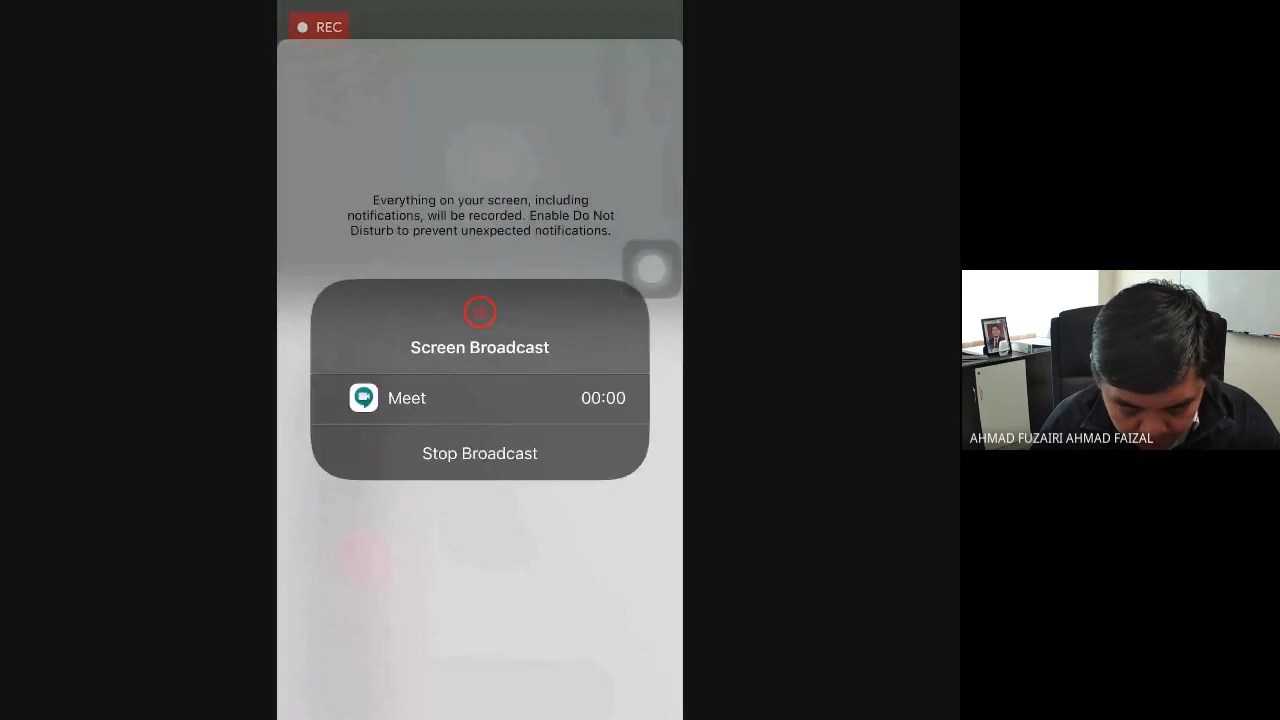 REC
Everything on your screen, including
notifications, will be recorded. Enable Do Not
Disturb to prevent unexpected notifications.
Screen Broadcast
Meet 00:00
Stop Broadcast
AHMAD FUZAIRI AHMAD FAIZAL